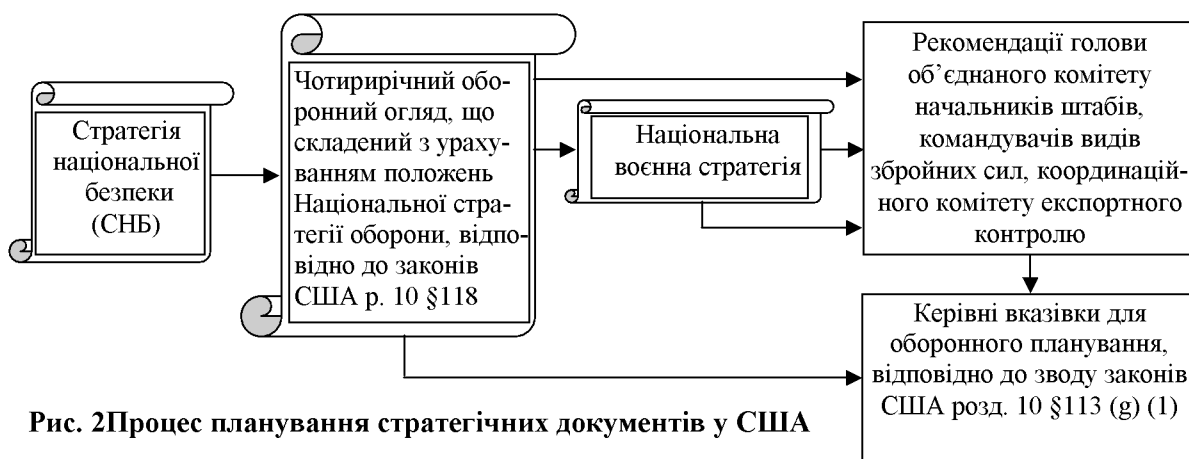 Стратегія
національної
безпеки
(СНБ)
Чотирирічний обо-
ронний огляд, що
складений з ураху-
ванням положень
Національної стра-
тегії оборони, відпо-
відно до законів
США р. 10 §118
Національна
воєнна стратегія
Рекомендації голови
об’єднаного комітету
начальників штабів,
командувачів видів
збройних сил, координацій-
ного комітету експортного
контролю
Керівні вказівки для
оборонного планування,
відповідно до зводу законів
США розд. 10 §113 (g) (1)
Рис. 2Процес планування стратегічних документів у США